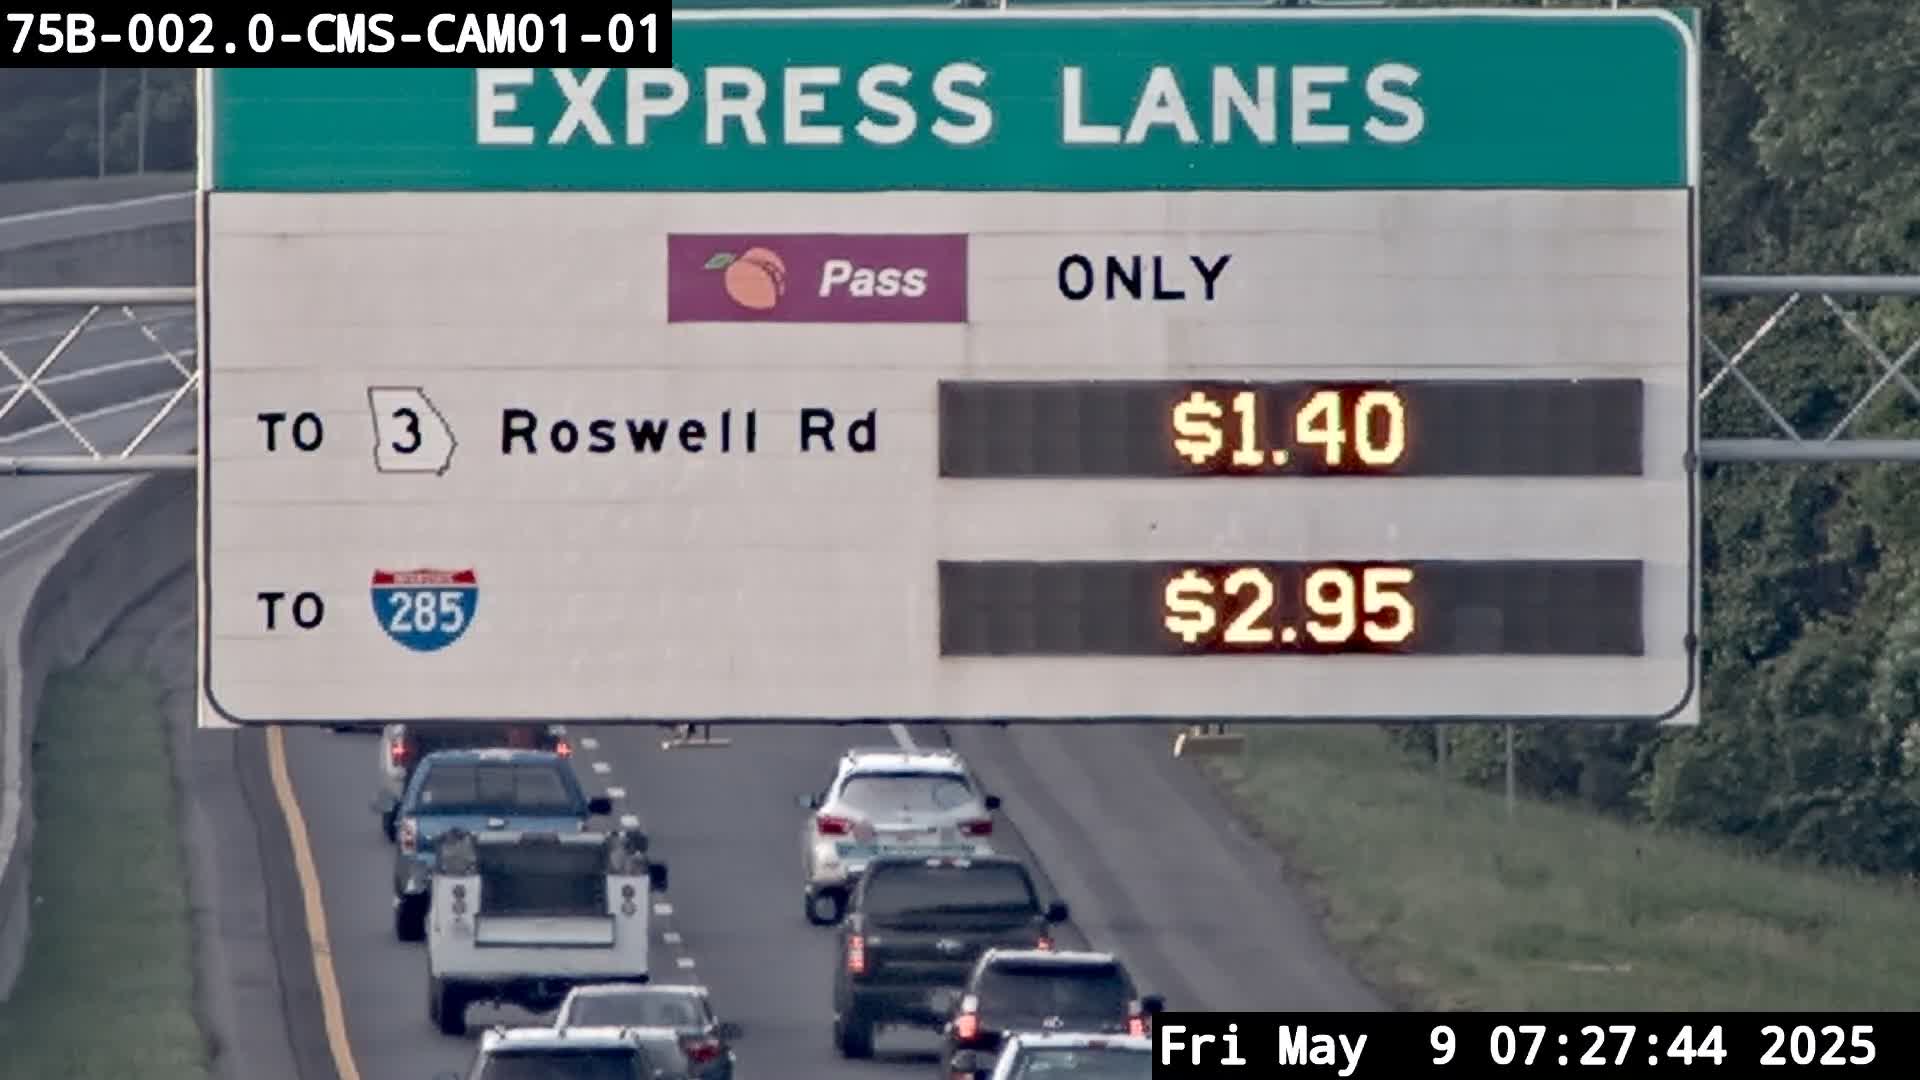 75B-002.0-CMS-CAM01-01
EXPRESS LANES
Pass ONLY
TO 3 Roswell Rd $1.40
TO 285 $2.95
Fri May 9 07:27:44 2025